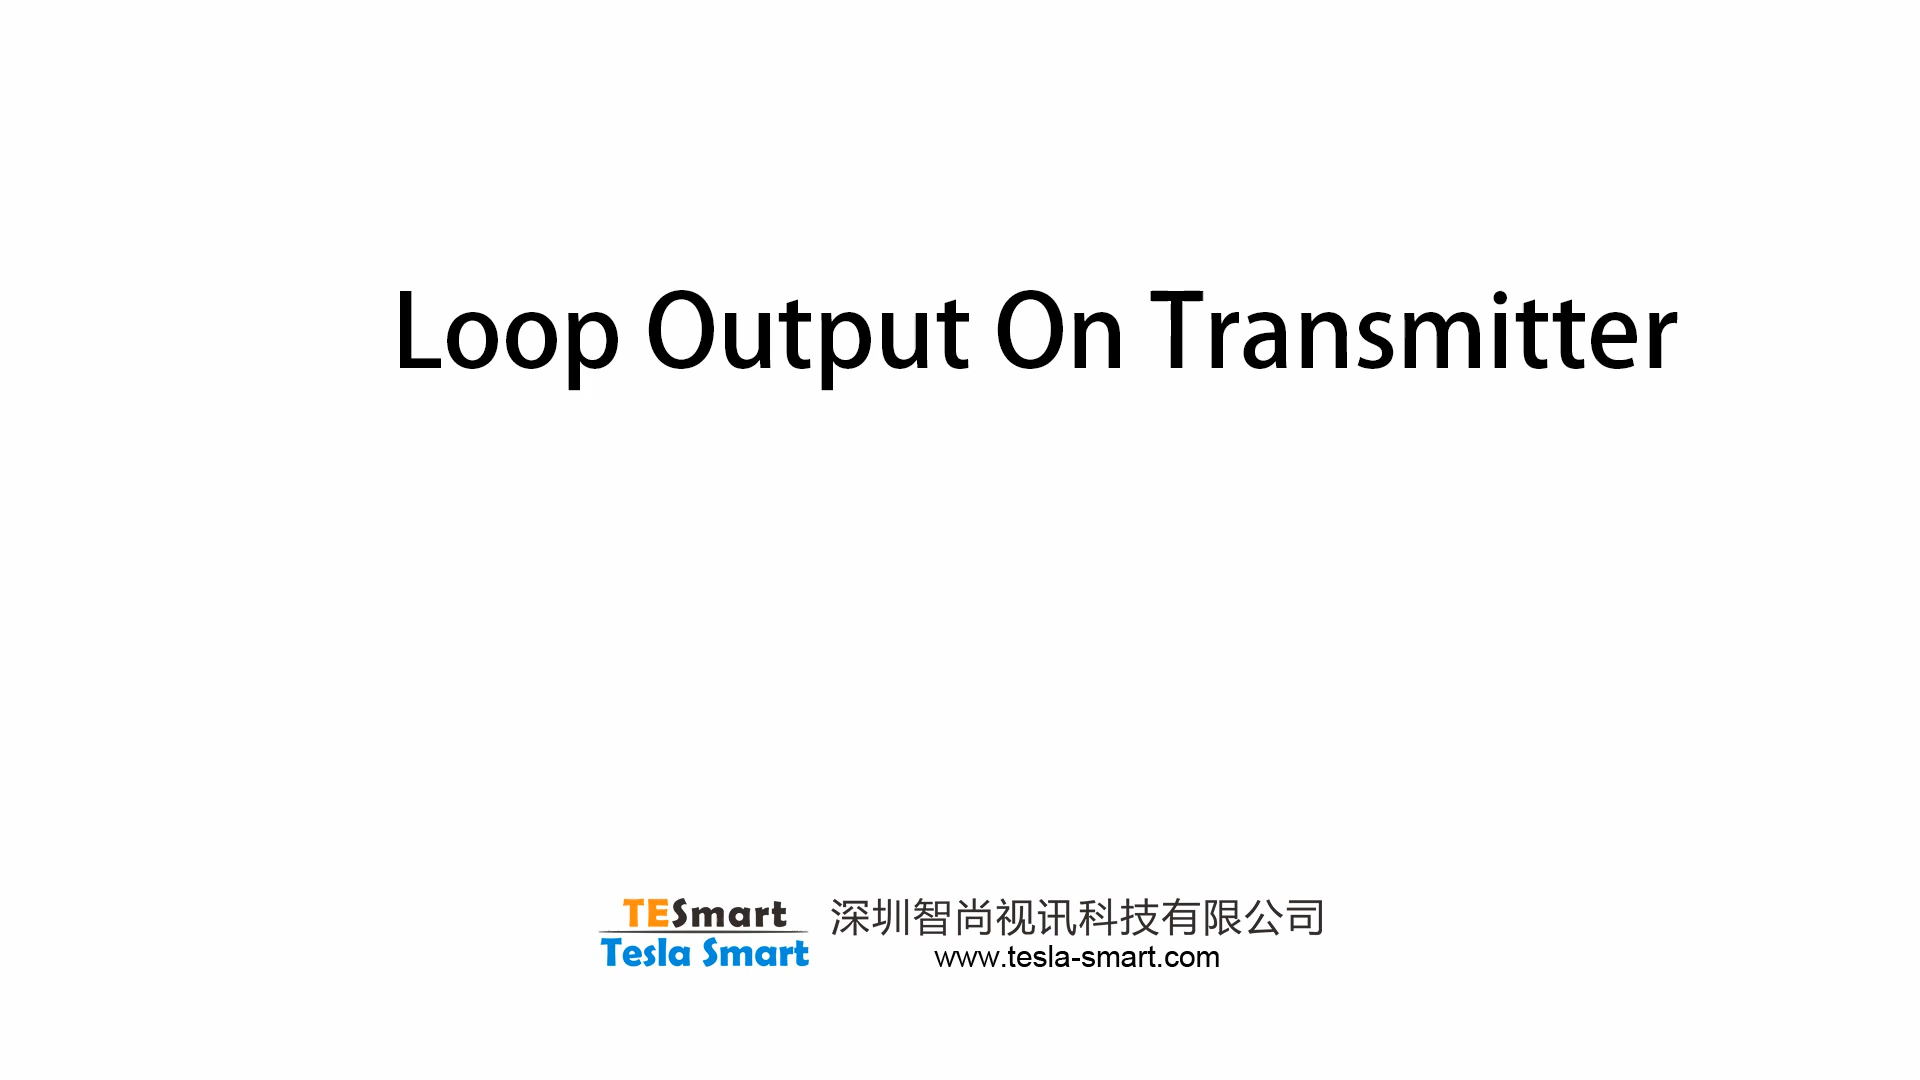 Loop Output On Transmitter
TESmart
Tesla Smart
深圳智尚视讯科技有限公司
www.tesla-smart.com